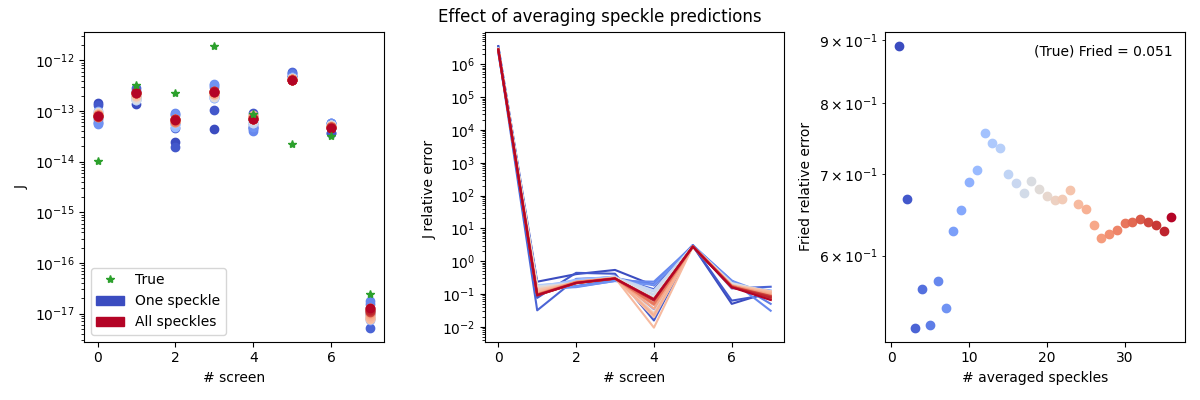 Effect of averaging speckle predictions
10⁻¹²
10⁻¹³
10⁻¹⁴
10⁻¹⁵
10⁻¹⁶
10⁻¹⁷
J
True
One speckle
All speckles
0 2 4 6
# screen
10⁶
10⁵
10⁴
10³
10²
10¹
10⁰
10⁻¹
10⁻²
J relative error
0 2 4 6
# screen
9 × 10⁻¹
8 × 10⁻¹
7 × 10⁻¹
6 × 10⁻¹
Fried relative error
(True) Fried = 0.051
0 10 20 30
# averaged speckles